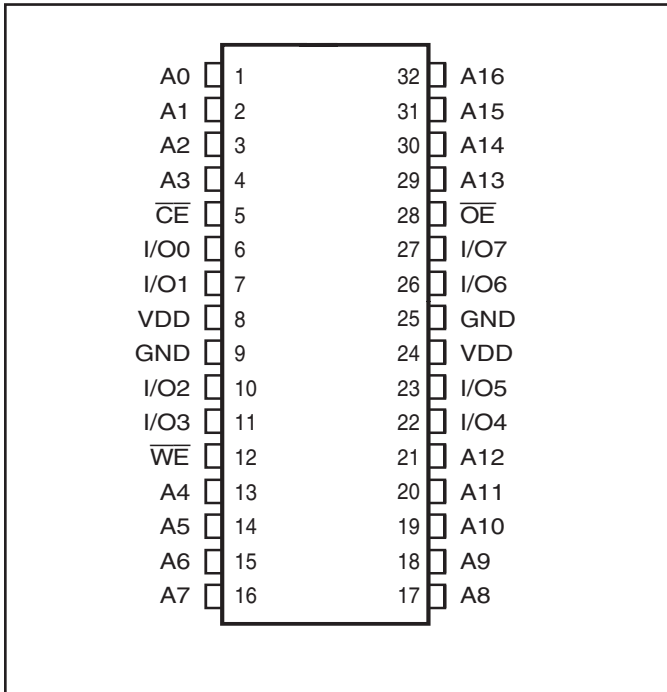 A0 1 32 A16
A1 2 31 A15
A2 3 30 A14
A3 4 29 A13
C̅E̅ 5 28 O̅E̅
I/O0 6 27 I/O7
I/O1 7 26 I/O6
VDD 8 25 GND
GND 9 24 VDD
I/O2 10 23 I/O5
I/O3 11 22 I/O4
W̅E̅ 12 21 A12
A4 13 20 A11
A5 14 19 A10
A6 15 18 A9
A7 16 17 A8